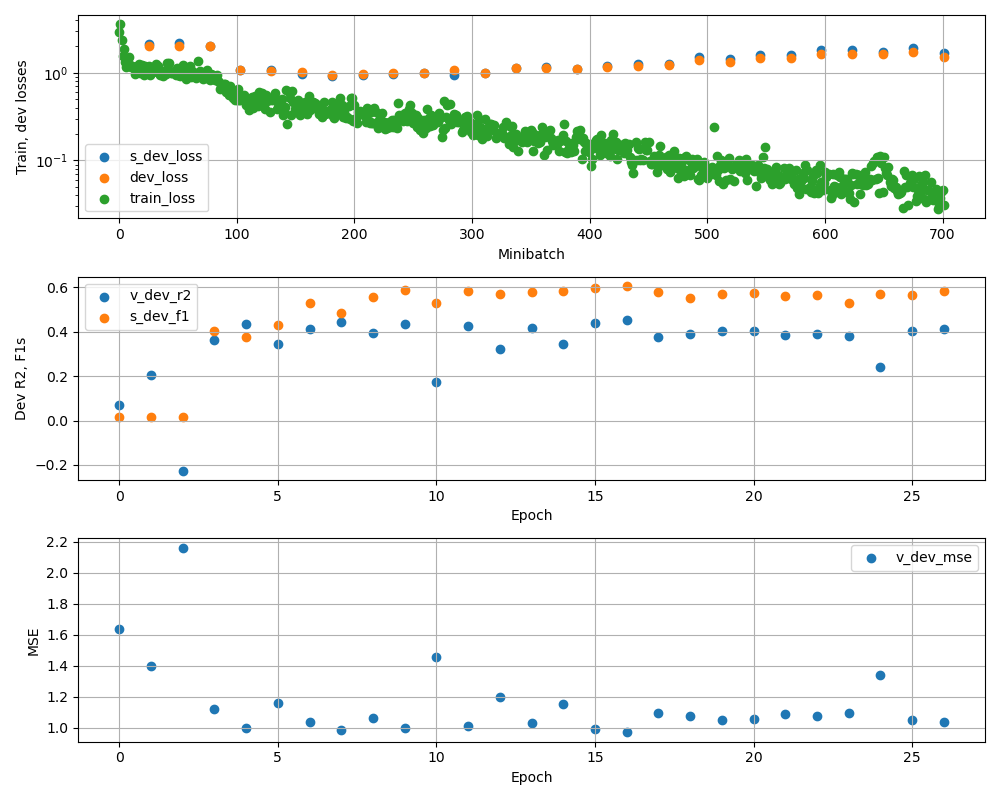 Train, dev losses
10⁰
10⁻¹
s_dev_loss
dev_loss
train_loss
0 100 200 300 400 500 600 700
Minibatch
Dev R2, F1s
0.6
0.4
0.2
0.0
−0.2
v_dev_r2
s_dev_f1
0 5 10 15 20 25
Epoch
MSE
2.2
2.0
1.8
1.6
1.4
1.2
1.0
v_dev_mse
0 5 10 15 20 25
Epoch